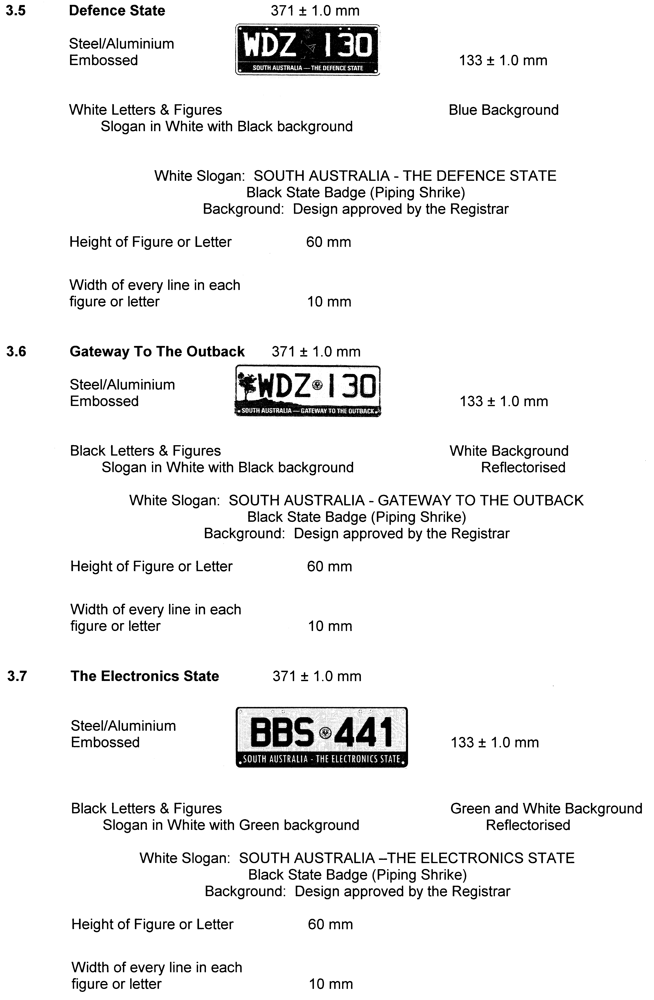 3.5 Defence State 371 ± 1.0 mm
WDZ 130
SOUTH AUSTRALIA — THE DEFENCE STATE
Steel/Aluminium
Embossed 133 ± 1.0 mm
White Letters & Figures Blue Background
Slogan in White with Black background
White Slogan: SOUTH AUSTRALIA - THE DEFENCE STATE
Black State Badge (Piping Shrike)
Background: Design approved by the Registrar
Height of Figure or Letter 60 mm
Width of every line in each
figure or letter 10 mm
3.6 Gateway To The Outback 371 ± 1.0 mm
WDZ 130
SOUTH AUSTRALIA — GATEWAY TO THE OUTBACK
Steel/Aluminium
Embossed 133 ± 1.0 mm
Black Letters & Figures White Background
Slogan in White with Black background Reflectorised
White Slogan: SOUTH AUSTRALIA - GATEWAY TO THE OUTBACK
Black State Badge (Piping Shrike)
Background: Design approved by the Registrar
Height of Figure or Letter 60 mm
Width of every line in each
figure or letter 10 mm
3.7 The Electronics State 371 ± 1.0 mm
BBS 441
SOUTH AUSTRALIA - THE ELECTRONICS STATE
Steel/Aluminium
Embossed 133 ± 1.0 mm
Black Letters & Figures Green and White Background
Slogan in White with Green background Reflectorised
White Slogan: SOUTH AUSTRALIA –THE ELECTRONICS STATE
Black State Badge (Piping Shrike)
Background: Design approved by the Registrar
Height of Figure or Letter 60 mm
Width of every line in each
figure or letter 10 mm